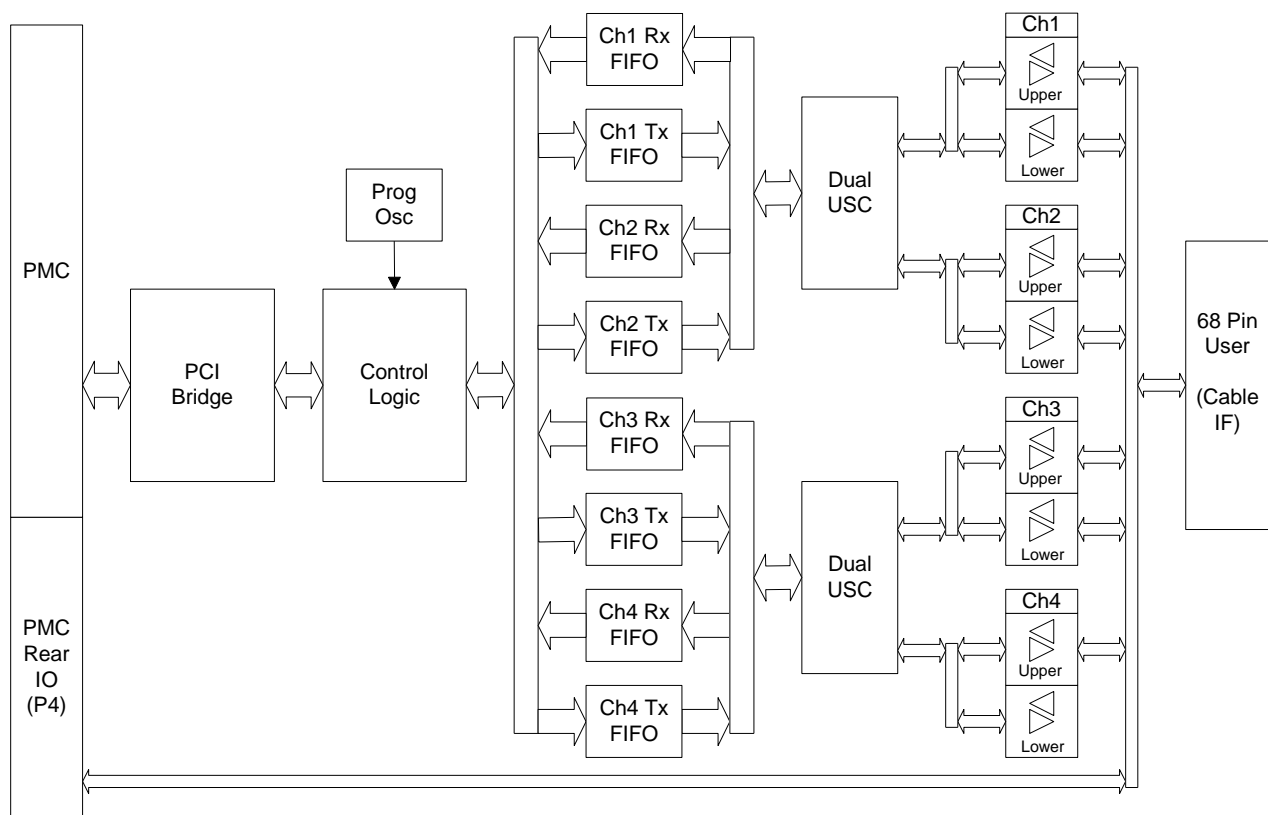 PMC
PMC
Rear
IO
(P4)
PCI
Bridge
Prog
Osc
Control
Logic
Ch1 Rx
FIFO
Ch1 Tx
FIFO
Ch2 Rx
FIFO
Ch2 Tx
FIFO
Ch3 Rx
FIFO
Ch3 Tx
FIFO
Ch4 Rx
FIFO
Ch4 Tx
FIFO
Dual
USC
Dual
USC
Ch1
Upper
Lower
Ch2
Upper
Lower
Ch3
Upper
Lower
Ch4
Upper
Lower
68 Pin
User
(Cable
IF)